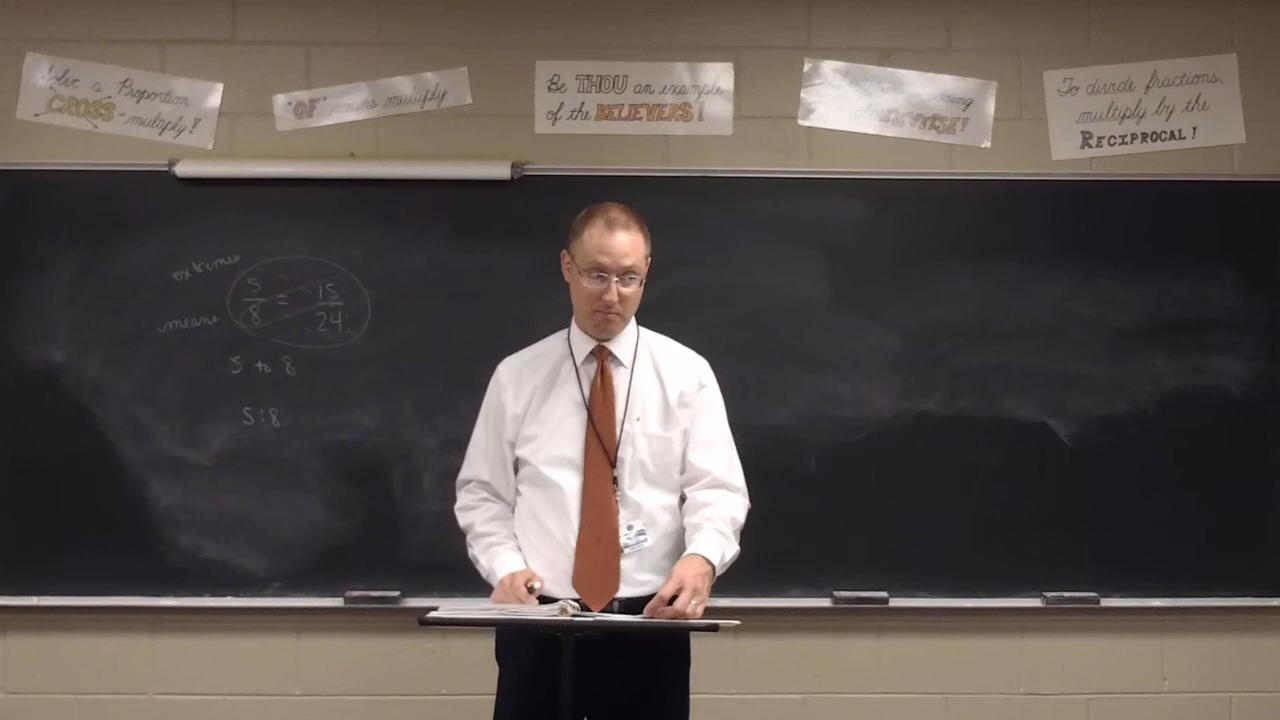 Solve a Proportion
CROSS-multiply!
"OF" means multiply
Be THOU an example
of the BELIEVERS!
INVERSE!
To divide fractions,
multiply by the
RECIPROCAL!
extremes
means
5/8 = 15/24
5 to 8
5:8